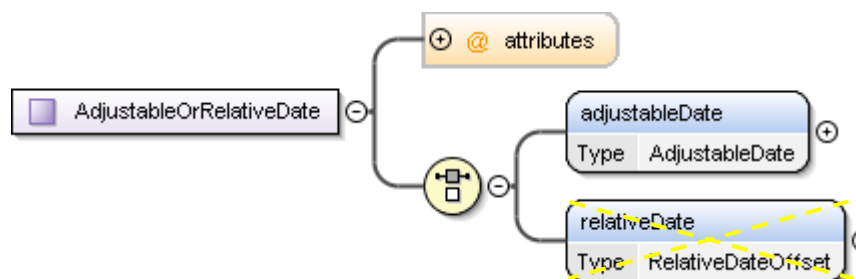 @ attributes
AdjustableOrRelativeDate
adjustableDate
Type AdjustableDate
relativeDate
Type RelativeDateOffset